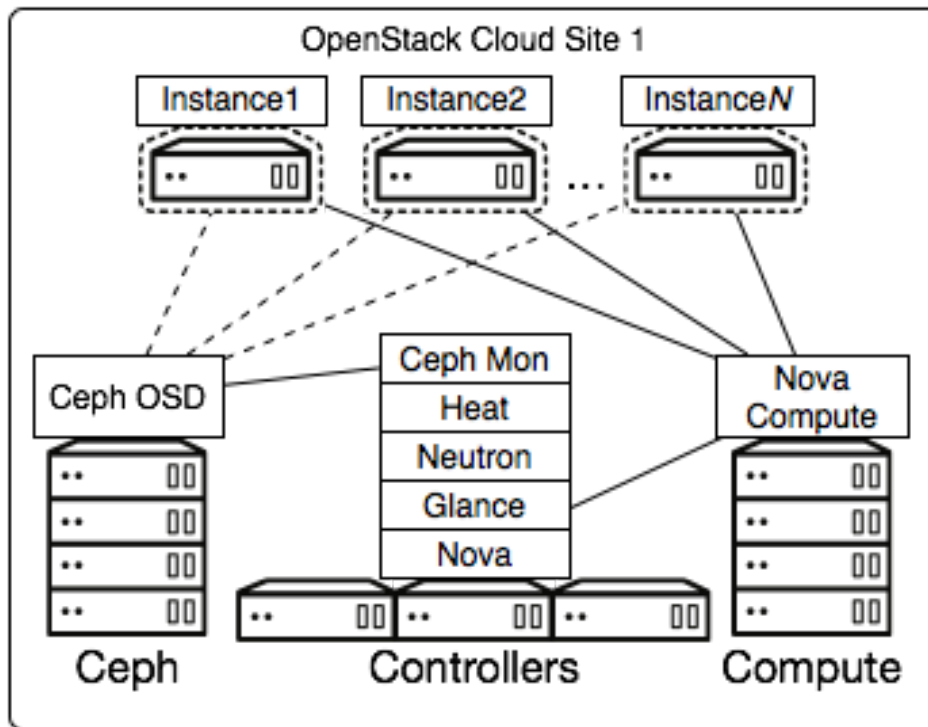 OpenStack Cloud Site 1
Instance1
Instance2
InstanceN
...
Ceph OSD
Ceph Mon
Heat
Neutron
Glance
Nova
Nova
Compute
Ceph
Controllers
Compute